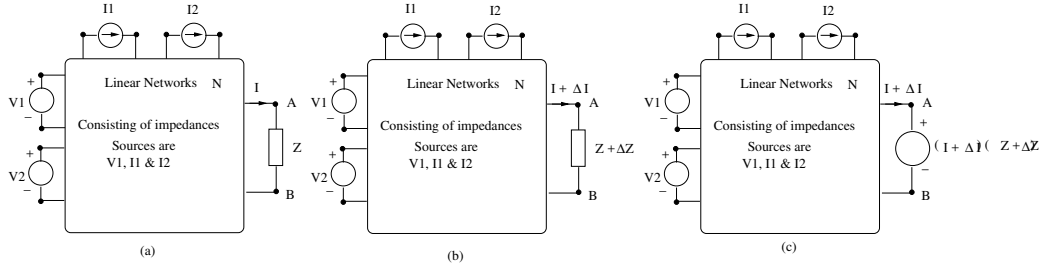 I1 I2
Linear Networks N
V1
+
−
Consisting of impedances
Sources are
V1, I1 & I2
V2
+
−
I
A
Z
B
(a)
I1 I2
Linear Networks N
V1
+
−
Consisting of impedances
Sources are
V1, I1 & I2
V2
+
−
I + Δ I
A
Z + ΔZ
B
(b)
I1 I2
Linear Networks N
V1
+
−
Consisting of impedances
Sources are
V1, I1 & I2
V2
+
−
I + Δ I
A
+
( I + Δ I) ( Z + ΔZ)
−
B
(c)